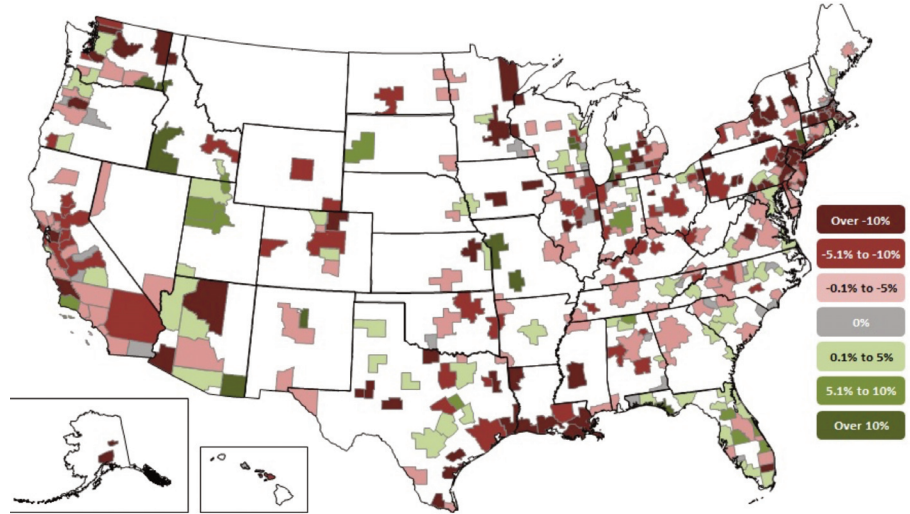 Over -10%
-5.1% to -10%
-0.1% to -5%
0%
0.1% to 5%
5.1% to 10%
Over 10%